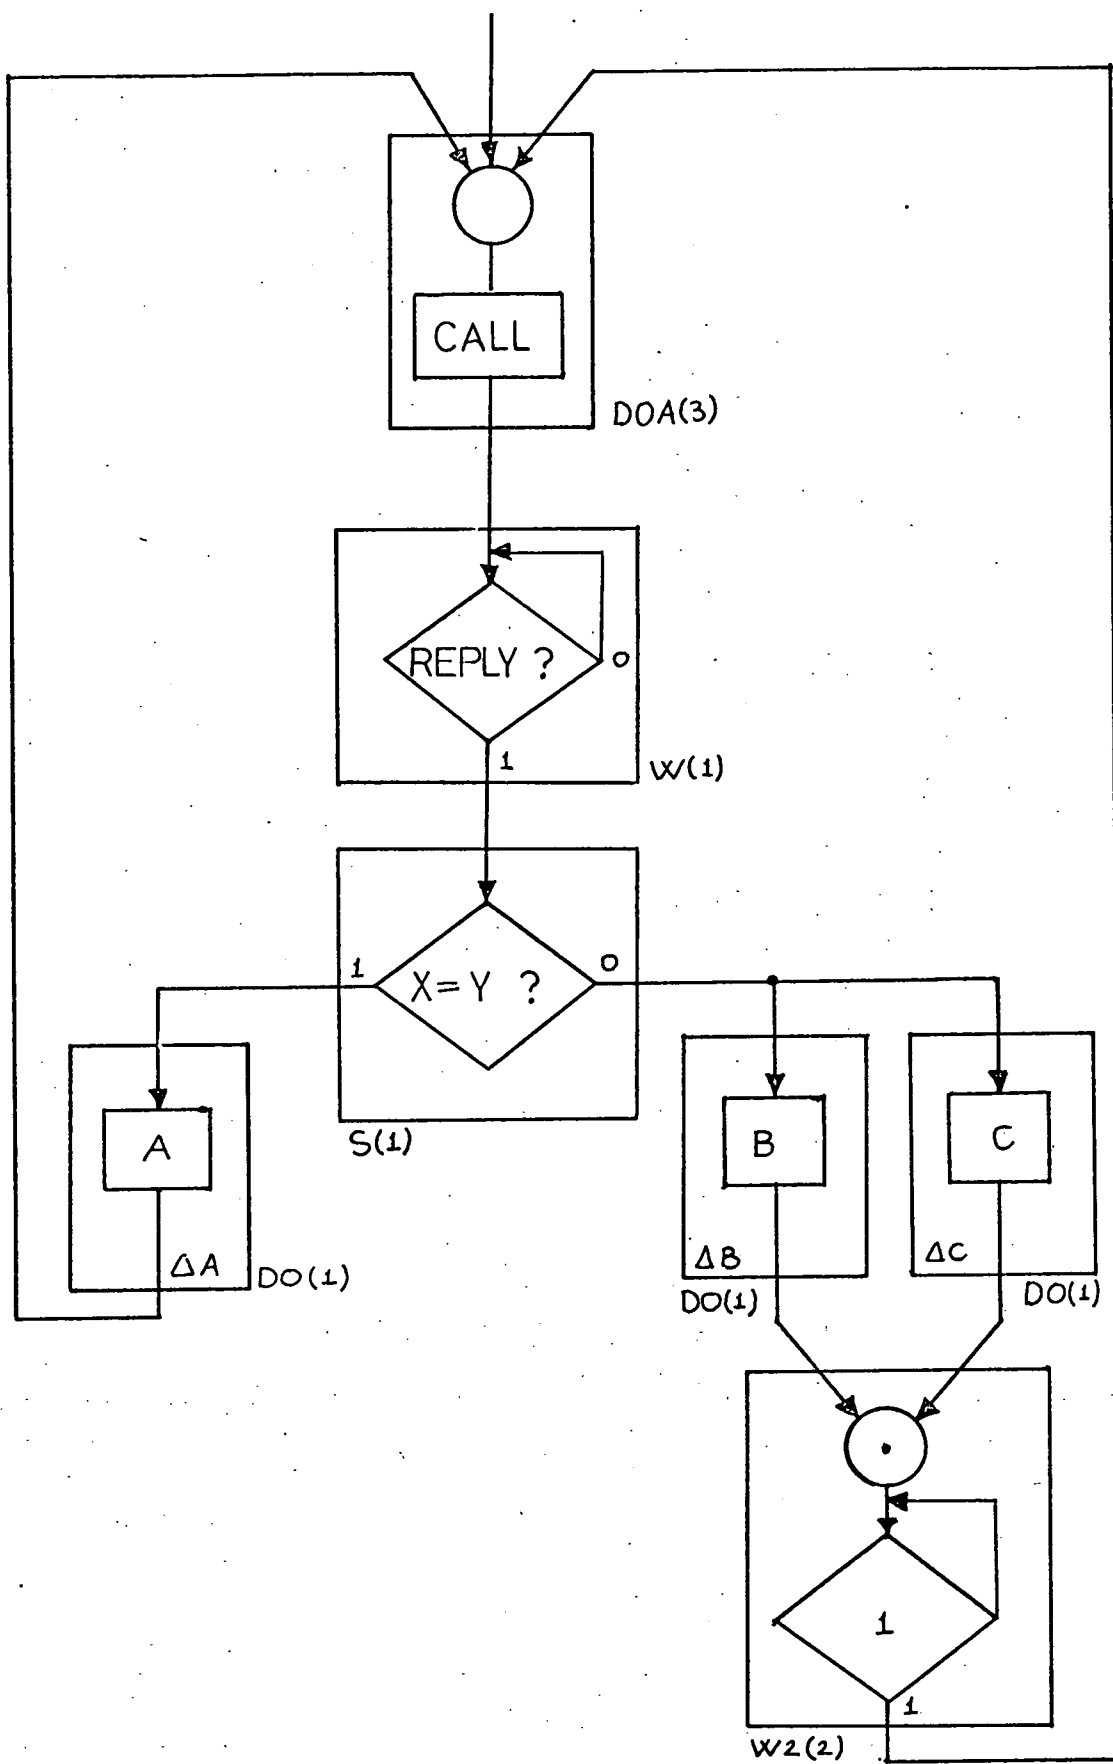 CALL
DOA(3)
REPLY ?
0
1
W(1)
1
X=Y ?
0
S(1)
A
ΔA
DO(1)
B
ΔB
DO(1)
C
ΔC
DO(1)
1
1
W2(2)